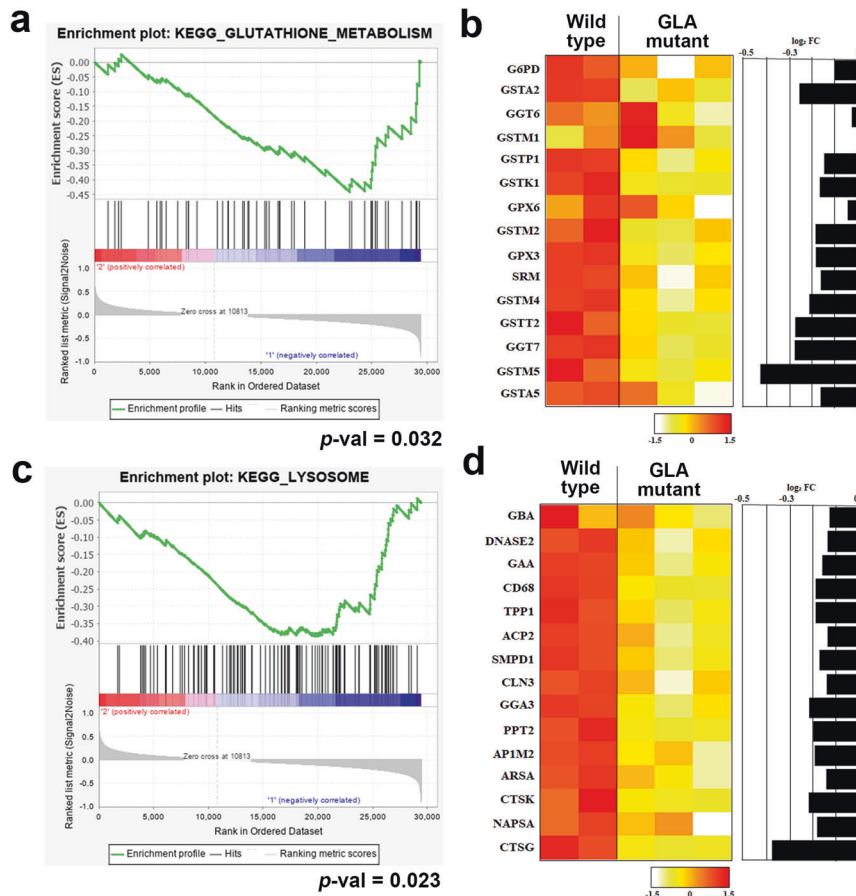 a
Enrichment plot: KEGG_GLUTATHIONE_METABOLISM
Enrichment score (ES)
0.00
-0.05
-0.10
-0.15
-0.20
-0.25
-0.30
-0.35
-0.40
-0.45
"2" (positively correlated)
Ranked list metric (Signal2Noise)
1.0
0.5
0.0
-0.5
-1.0
Zero cross at 10813
"1" (negatively correlated)
0 5,000 10,000 15,000 20,000 25,000 30,000
Rank in Ordered Dataset
Enrichment profile Hits Ranking metric scores
p-val = 0.032
b
Wild type
GLA mutant
log₂ FC
-0.5 -0.3 0
G6PD
GSTA2
GGT6
GSTM1
GSTP1
GSTK1
GPX6
GSTM2
GPX3
SRM
GSTM4
GSTT2
GGT7
GSTM5
GSTA5
-1.5 0 1.5
c
Enrichment plot: KEGG_LYSOSOME
Enrichment score (ES)
0.00
-0.05
-0.10
-0.15
-0.20
-0.25
-0.30
-0.35
-0.40
"2" (positively correlated)
Ranked list metric (Signal2Noise)
1.0
0.5
0.0
-0.5
-1.0
Zero cross at 10813
"1" (negatively correlated)
0 5,000 10,000 15,000 20,000 25,000 30,000
Rank in Ordered Dataset
Enrichment profile Hits Ranking metric scores
p-val = 0.023
d
Wild type
GLA mutant
log₂ FC
-0.5 -0.3 0
GBA
DNASE2
GAA
CD68
TPP1
ACP2
SMPD1
CLN3
GGA3
PPT2
AP1M2
ARSA
CTSK
NAPSA
CTSG
-1.5 0 1.5